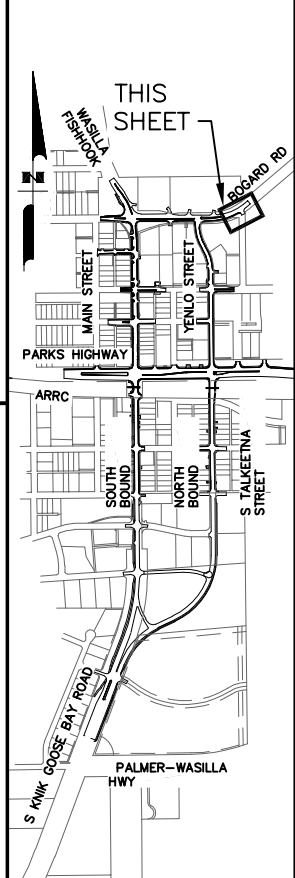 THIS
SHEET
WASILLA
FISHHOOK
N
BOGARD RD
MAIN STREET
YENLO STREET
PARKS HIGHWAY
ARRC
SOUTH
BOUND
NORTH
BOUND
S TALKEETNA
STREET
S KNIK GOOSE BAY ROAD
PALMER-WASILLA
HWY